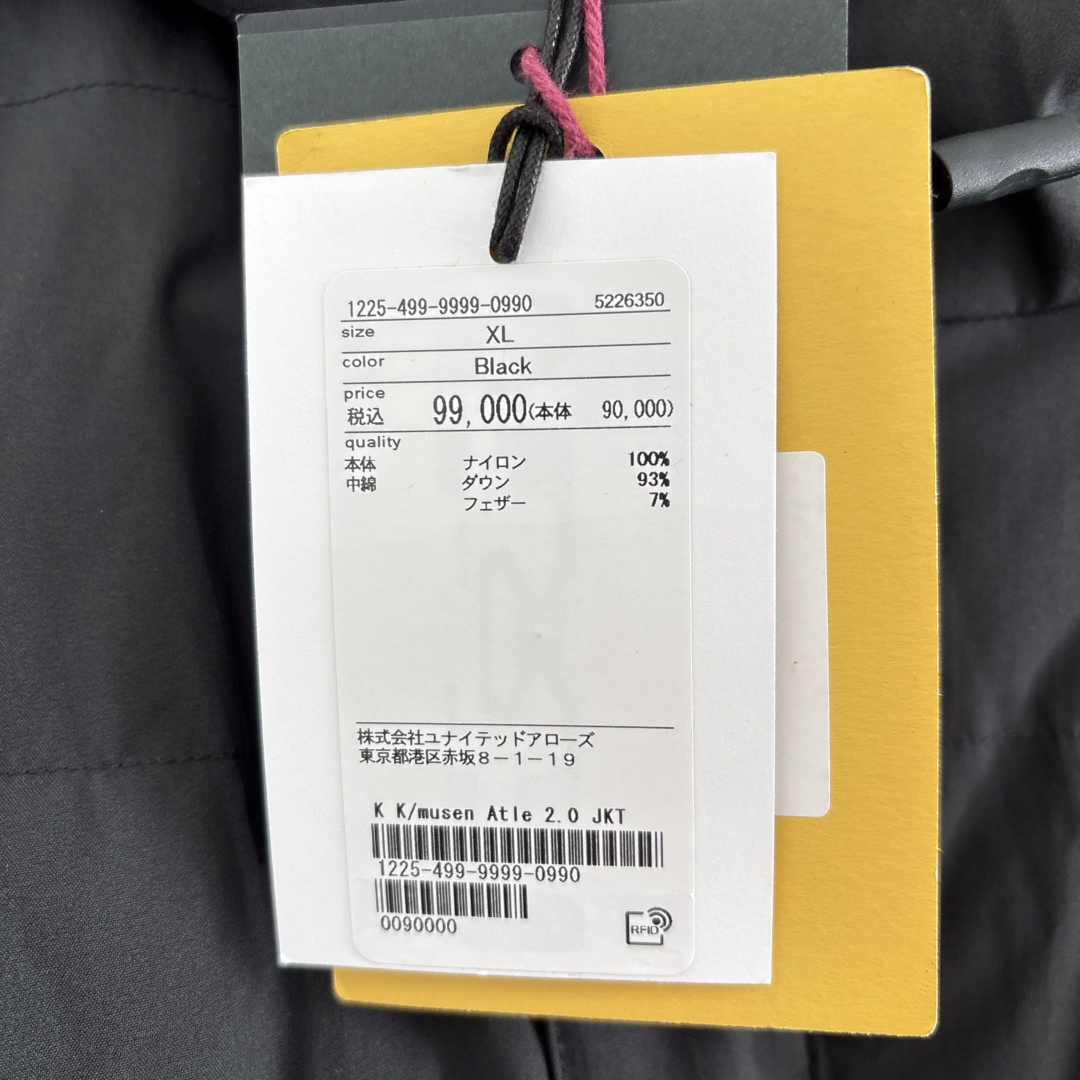 1225-499-9999-0990 5226350
size XL
color Black
price
税込 99,000(本体 90,000)
quality
本体 ナイロン 100%
中綿 ダウン 93%
フェザー 7%
株式会社ユナイテッドアローズ
東京都港区赤坂8-1-19
K K/musen Atle 2.0 JKT
1225-499-9999-0990
0090000
RFID